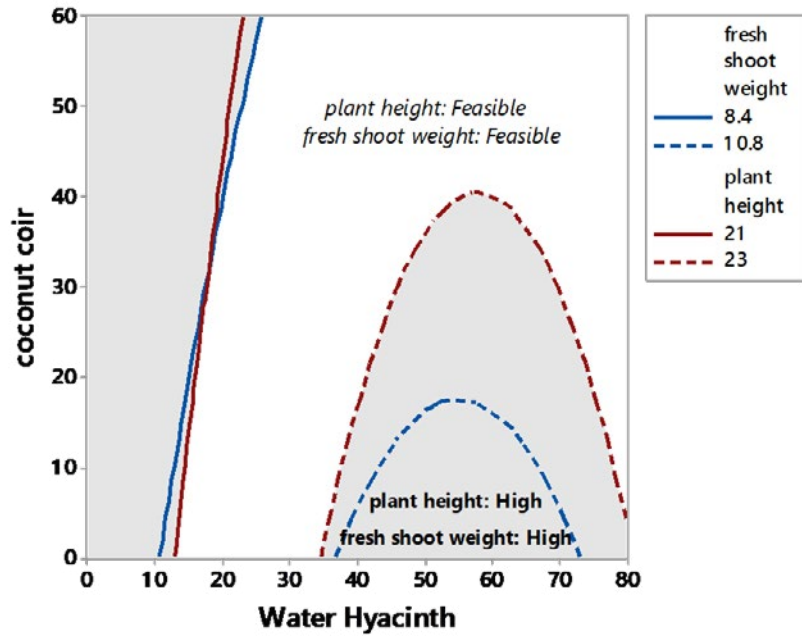 60
50
40
30
20
10
0
coconut coir
plant height: Feasible
fresh shoot weight: Feasible
plant height: High
fresh shoot weight: High
0 10 20 30 40 50 60 70 80
Water Hyacinth
fresh
shoot
weight
8.4
10.8
plant
height
21
23